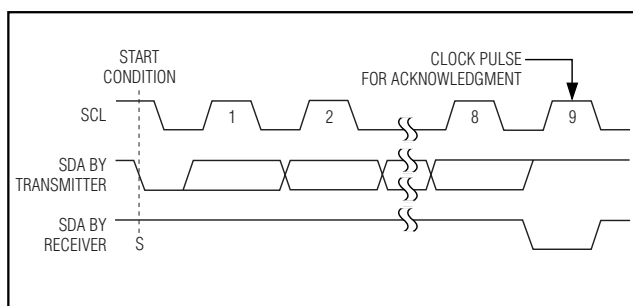 START
CONDITION
CLOCK PULSE
FOR ACKNOWLEDGMENT
SCL
1
2
8
9
SDA BY
TRANSMITTER
SDA BY
RECEIVER
S